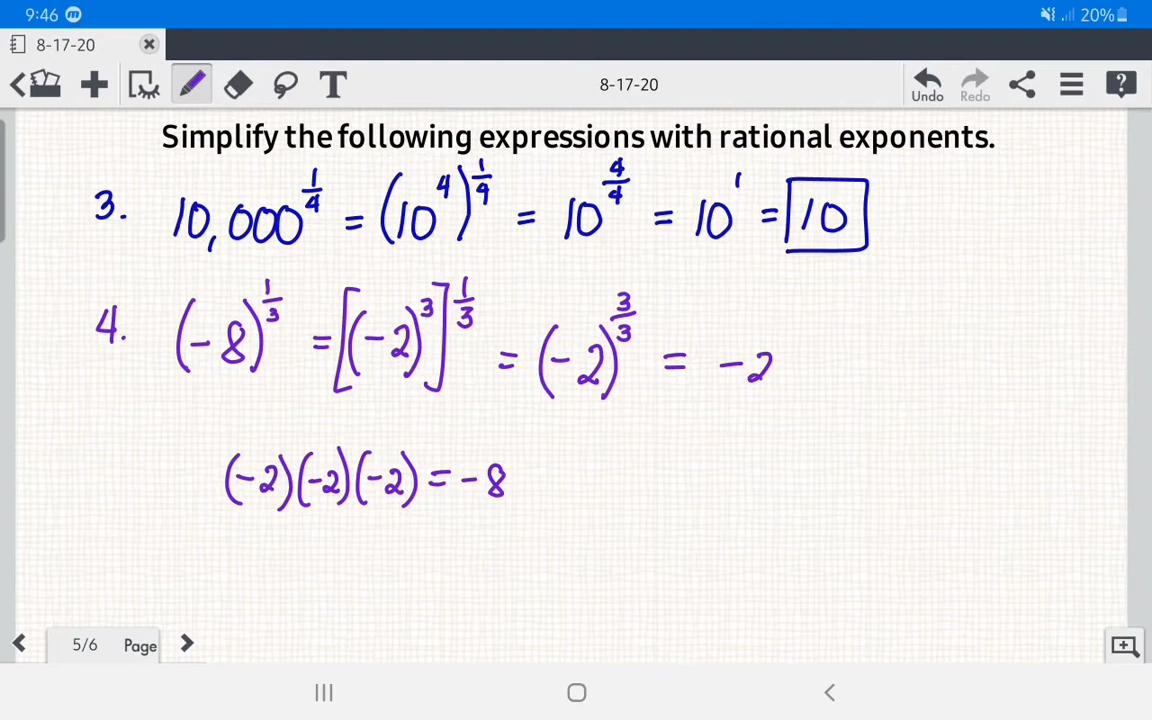 9:46 20%
8-17-20
T 8-17-20 Undo Redo
Simplify the following expressions with rational exponents.
3. 10,000^(1/4) = (10^4)^(1/4) = 10^(4/4) = 10^1 = 10
4. (-8)^(1/3) = [(-2)^3]^(1/3) = (-2)^(3/3) = -2
(-2)(-2)(-2) = -8
5/6 Page